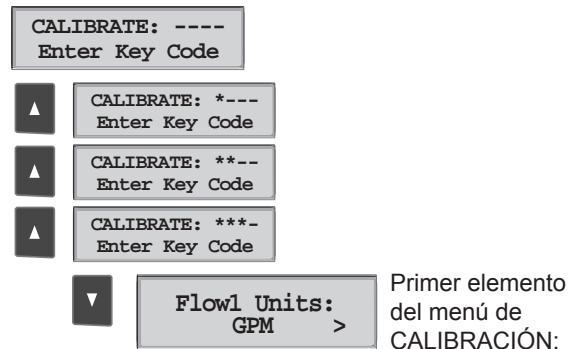 CALIBRATE: ----
Enter Key Code
CALIBRATE: *---
Enter Key Code
CALIBRATE: **--
Enter Key Code
CALIBRATE: ***-
Enter Key Code
Flow1 Units:
GPM >
Primer elemento
del menú de
CALIBRACIÓN: